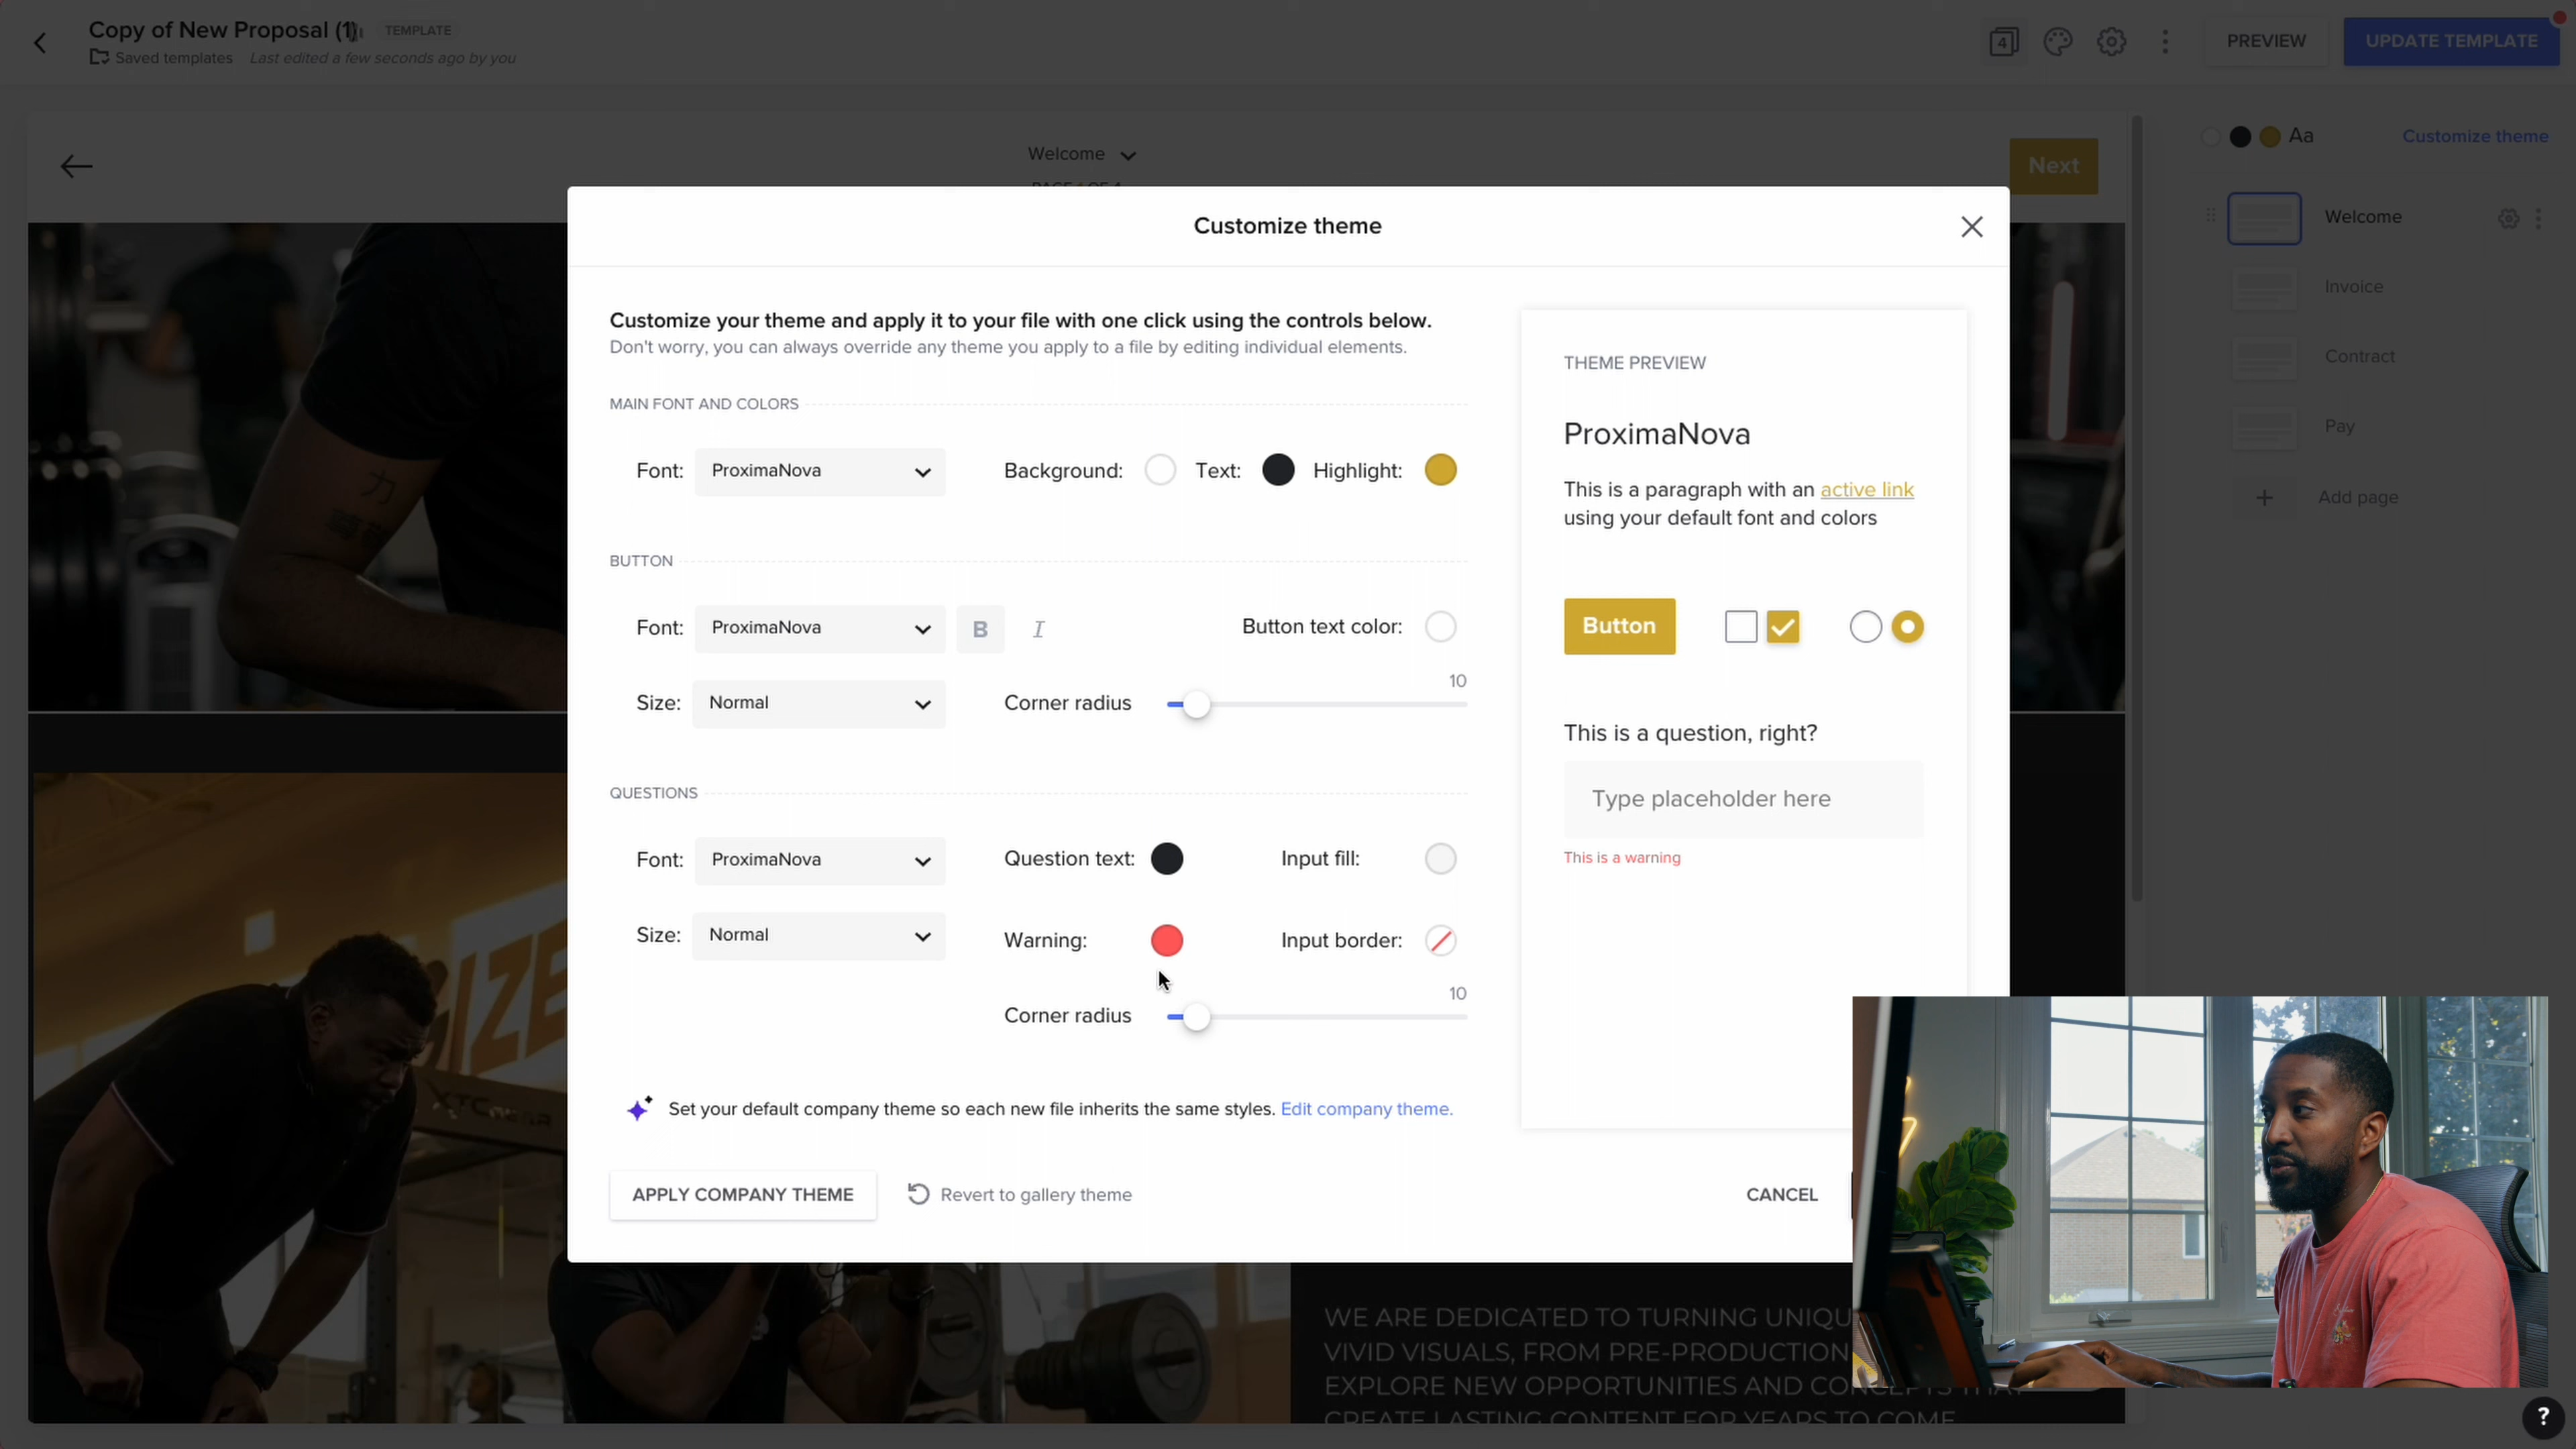 Copy of New Proposal (1)
TEMPLATE
Saved templates
Last edited a few seconds ago by you
4
PREVIEW
UPDATE TEMPLATE
Welcome
Next
Aa
Customize theme
Welcome
Invoice
Contract
Pay
Add page
Customize theme
Customize your theme and apply it to your file with one click using the controls below.
Don't worry, you can always override any theme you apply to a file by editing individual elements.
MAIN FONT AND COLORS
Font: ProximaNova
Background:
Text:
Highlight:
BUTTON
Font: ProximaNova
B
I
Button text color:
Size: Normal
Corner radius
10
QUESTIONS
Font: ProximaNova
Question text:
Input fill:
Size: Normal
Warning:
Input border:
Corner radius
10
Set your default company theme so each new file inherits the same styles. Edit company theme.
APPLY COMPANY THEME
Revert to gallery theme
CANCEL
THEME PREVIEW
ProximaNova
This is a paragraph with an active link
using your default font and colors
Button
This is a question, right?
Type placeholder here
This is a warning
WE ARE DEDICATED TO TURNING
VIVID VISUALS, FROM PRE-PRODUCTION
EXPLORE NEW OPPORTUNITIES AND
CREATE LASTING CONTENT FOR YEARS TO COME
?